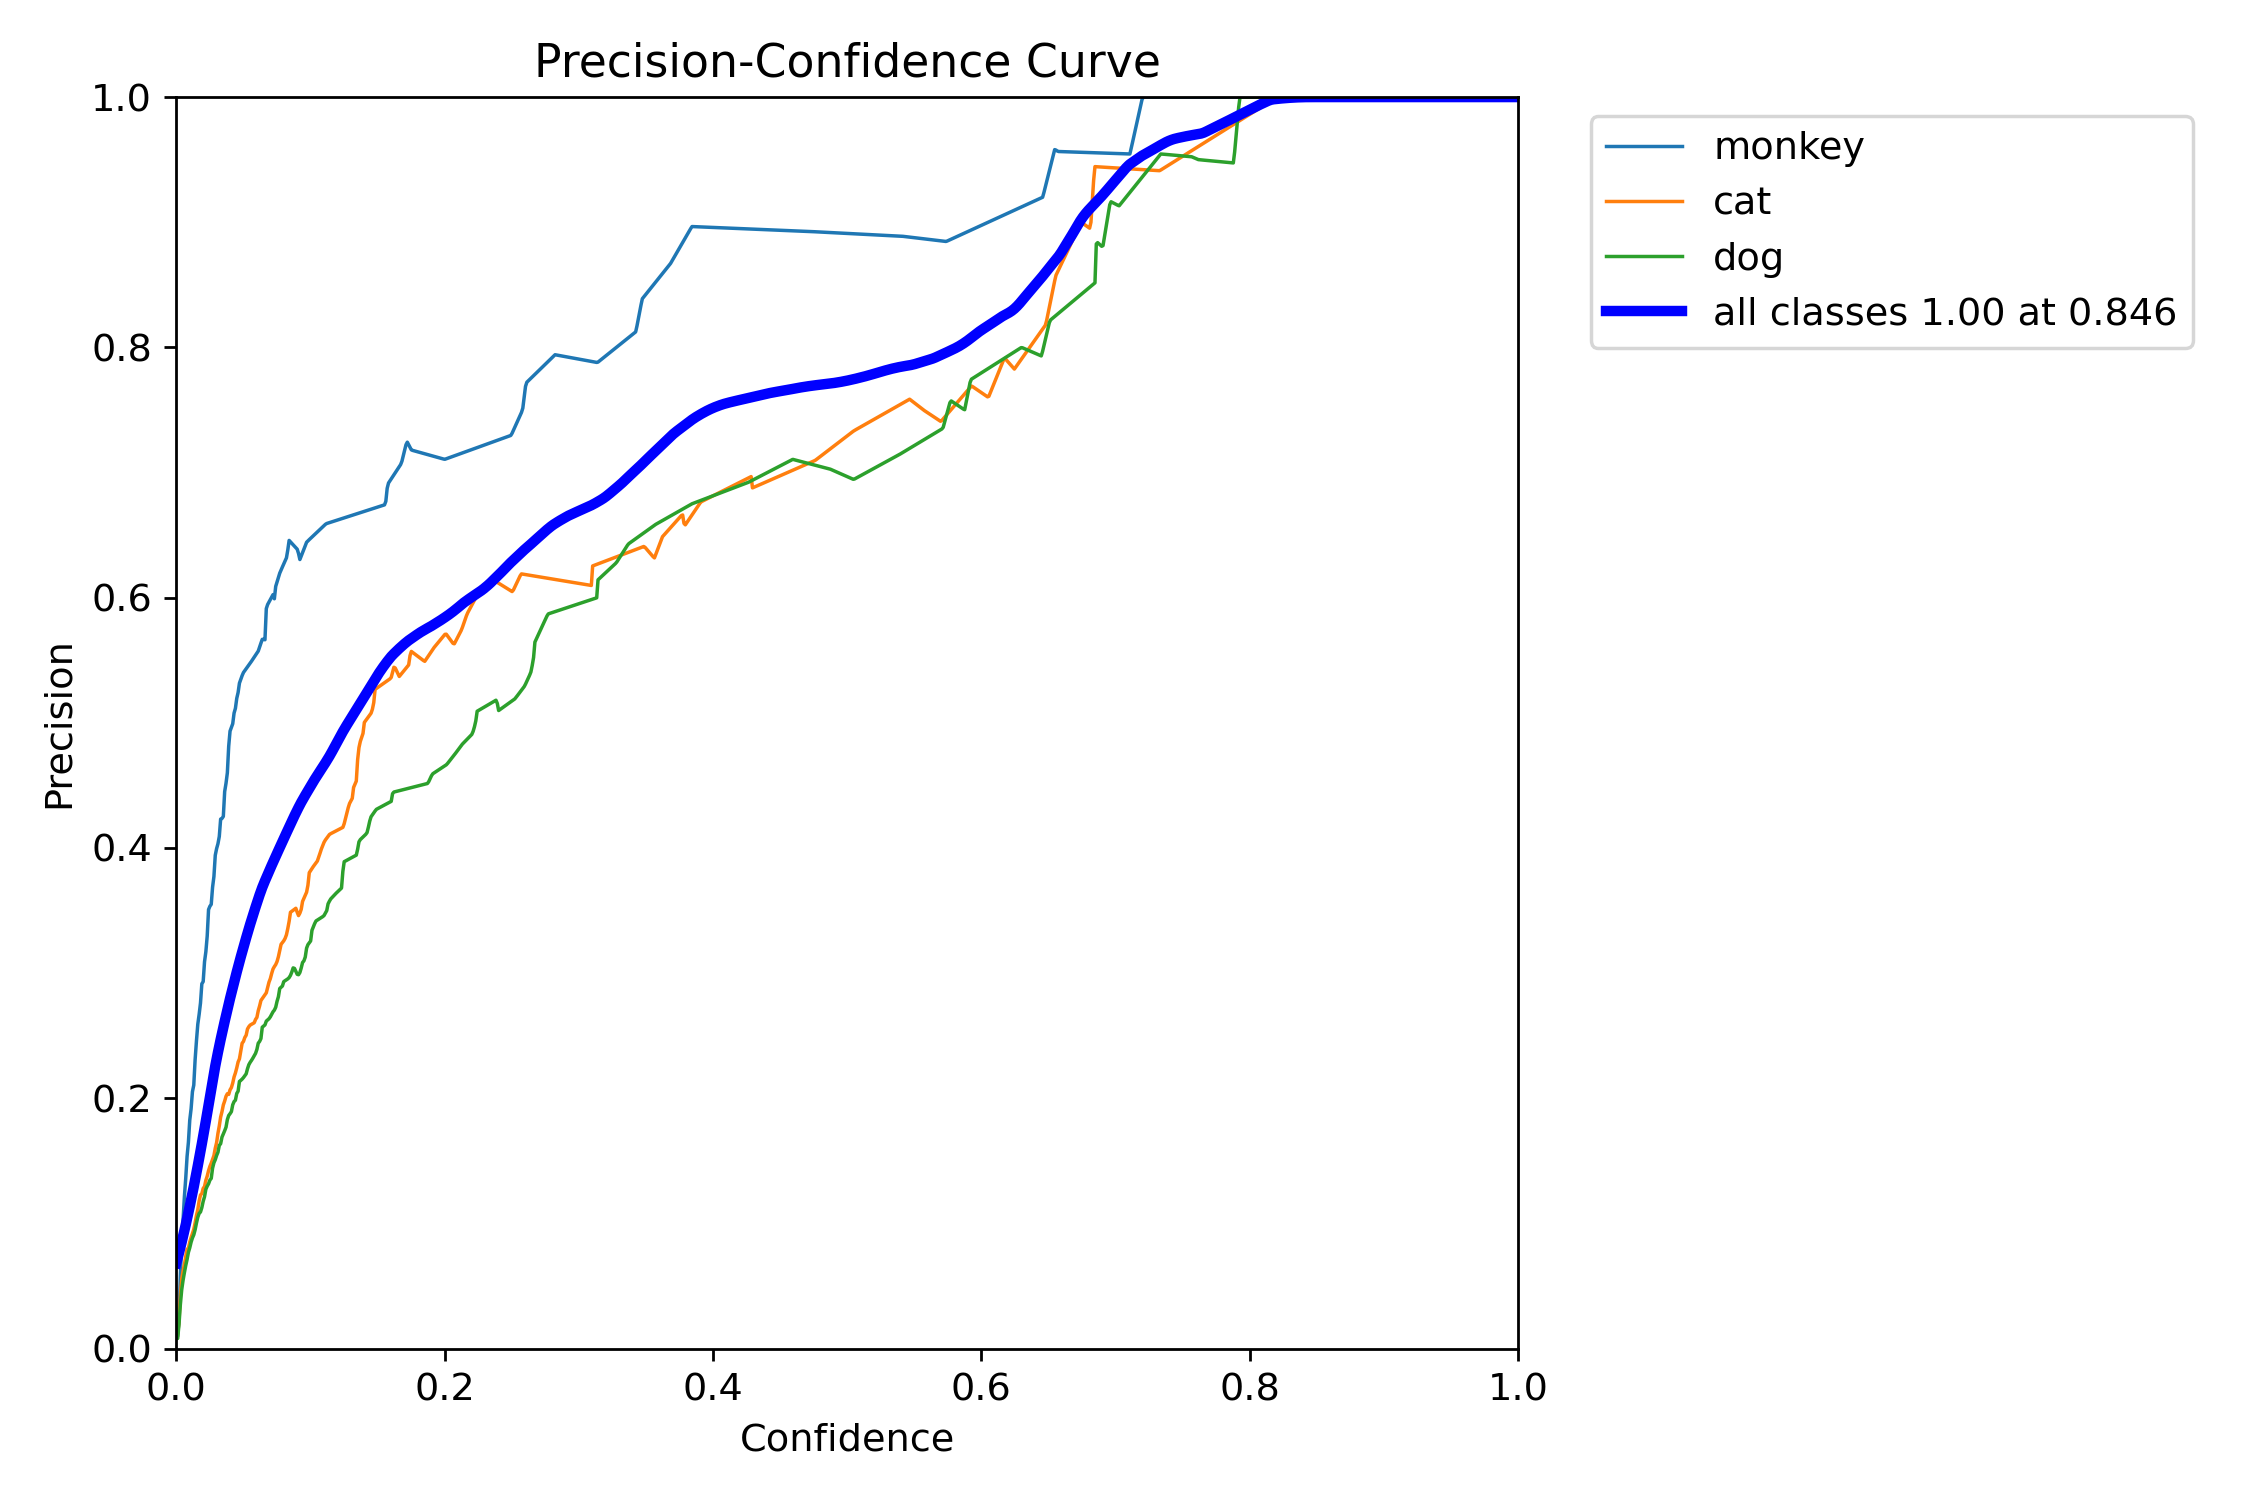 Precision-Confidence Curve
1.0
0.8
0.6
0.4
0.2
0.0
Precision
0.0 0.2 0.4 0.6 0.8 1.0
Confidence
monkey
cat
dog
all classes 1.00 at 0.846